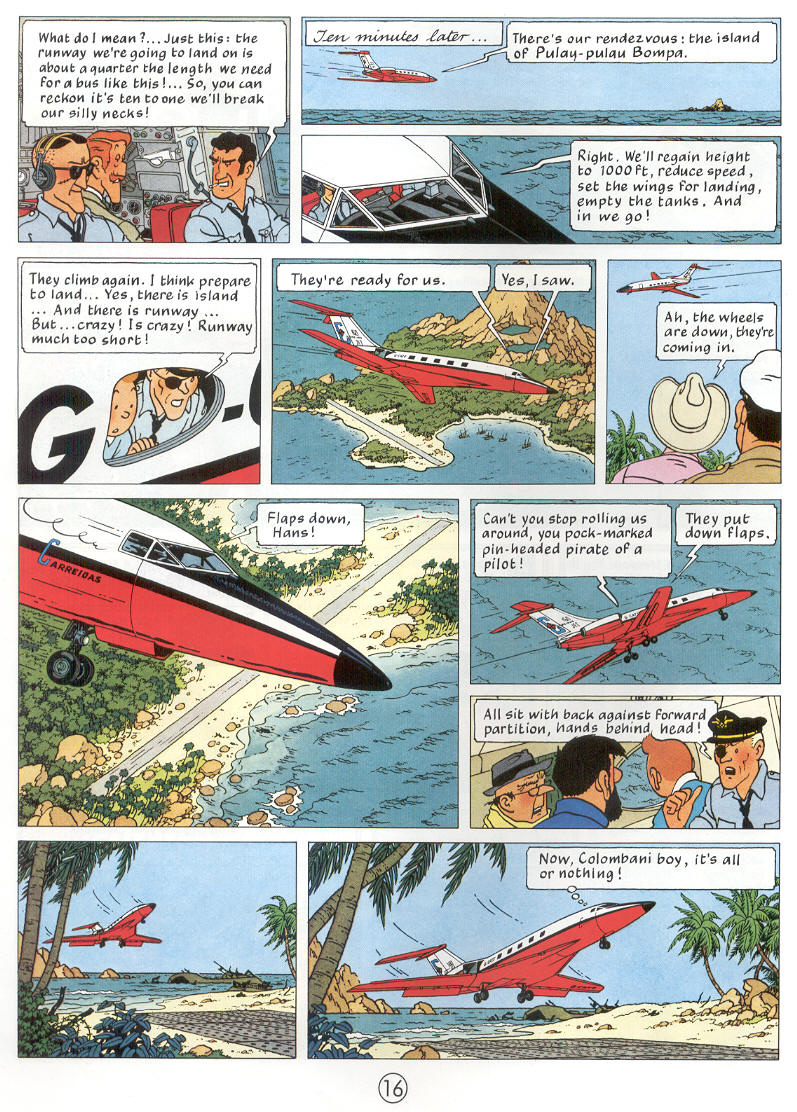 What do I mean?... Just this: the
runway we're going to land on is
about a quarter the length we need
for a bus like this!... So, you can
reckon it's ten to one we'll break
our silly necks!
Ten minutes later...
There's our rendezvous: the island
of Pulau-pulau Bompa.
Right. We'll regain height
to 1000 ft, reduce speed,
set the wings for landing,
empty the tanks. And
in we go!
They climb again. I think prepare
to land... Yes, there is island
... And there is runway ...
But...crazy! Is crazy! Runway
much too short!
G-
They're ready for us.
Yes, I saw.
Ah, the wheels
are down, they're
coming in.
Flaps down,
Hans!
CARREIDAS
Can't you stop rolling us
around, you pock-marked
pin-headed pirate of a
pilot!
They put
down flaps.
All sit with back against forward
partition, hands behind head!
Now, Colombani boy, it's all
or nothing!
16